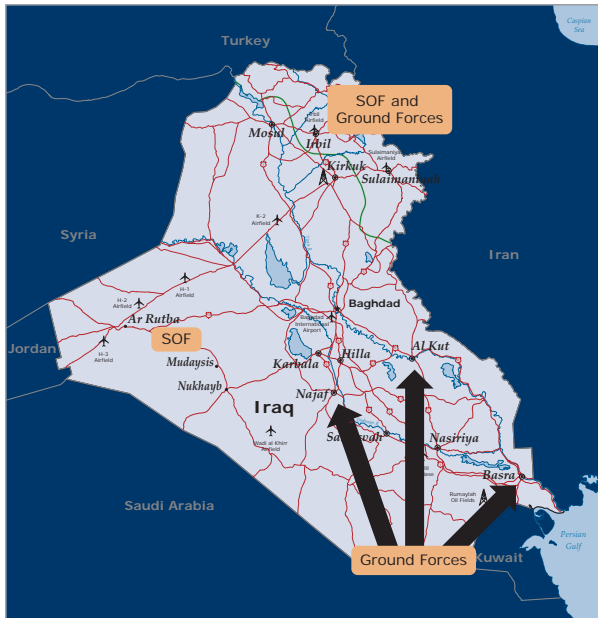 Caspian
Sea
Turkey
SOF and
Ground Forces
Irbil
Airfield
Mosul
Irbil
Sulaimaniyah
Airfield
Kirkuk
Sulaimaniyah
K-2
Airfield
Syria
Iran
H-1
Airfield
H-2
Airfield
Baghdad
Ar Rutba
Baghdad
International
Airport
SOF
Jordan
H-3
Airfield
Al Kut
Hilla
Karbala
Mudaysis
Nukhayb
Najaf
Iraq
Wadi al Khirr
Airfield
Nasiriya
Basra
Rumaylah
Oil Fields
Saudi Arabia
Persian
Gulf
Ground Forces
Kuwait